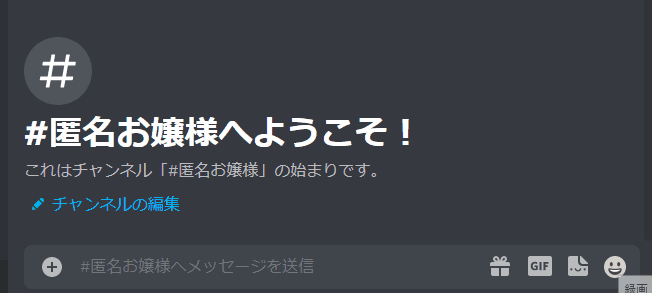 #匿名お嬢様へようこそ！
これはチャンネル「#匿名お嬢様」の始まりです。
チャンネルの編集
#匿名お嬢様へメッセージを送信
GIF
録画